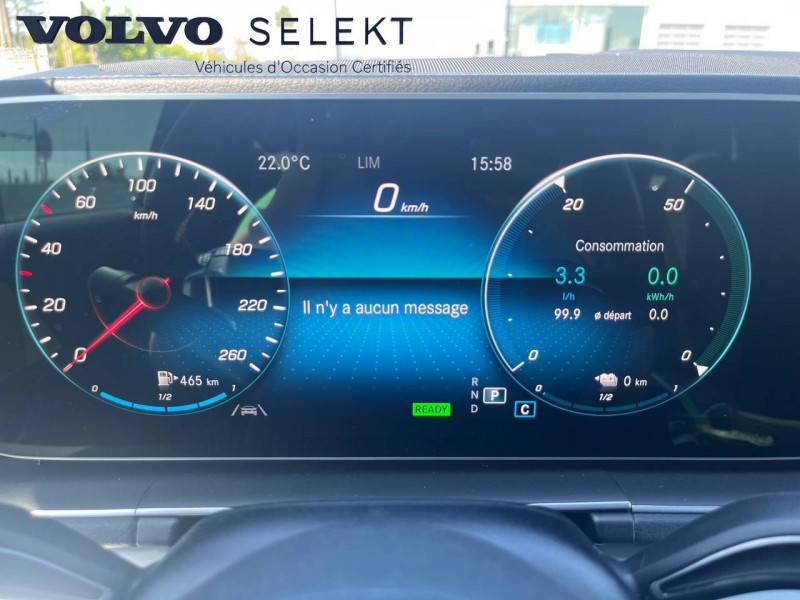 VOLVO SELEKT
Véhicules d'Occasion Certifiés
22.0°C LIM 15:58
0 km/h
0 20 40 60 100 140 180 220 260
km/h
465 km
0 1/2 1
Il n'y a aucun message
READY
R
N P
D C
20 50
Consommation
3.3 0.0
l/h kWh/h
99.9 ø départ 0.0
0 0
0 km
0 1/2 1